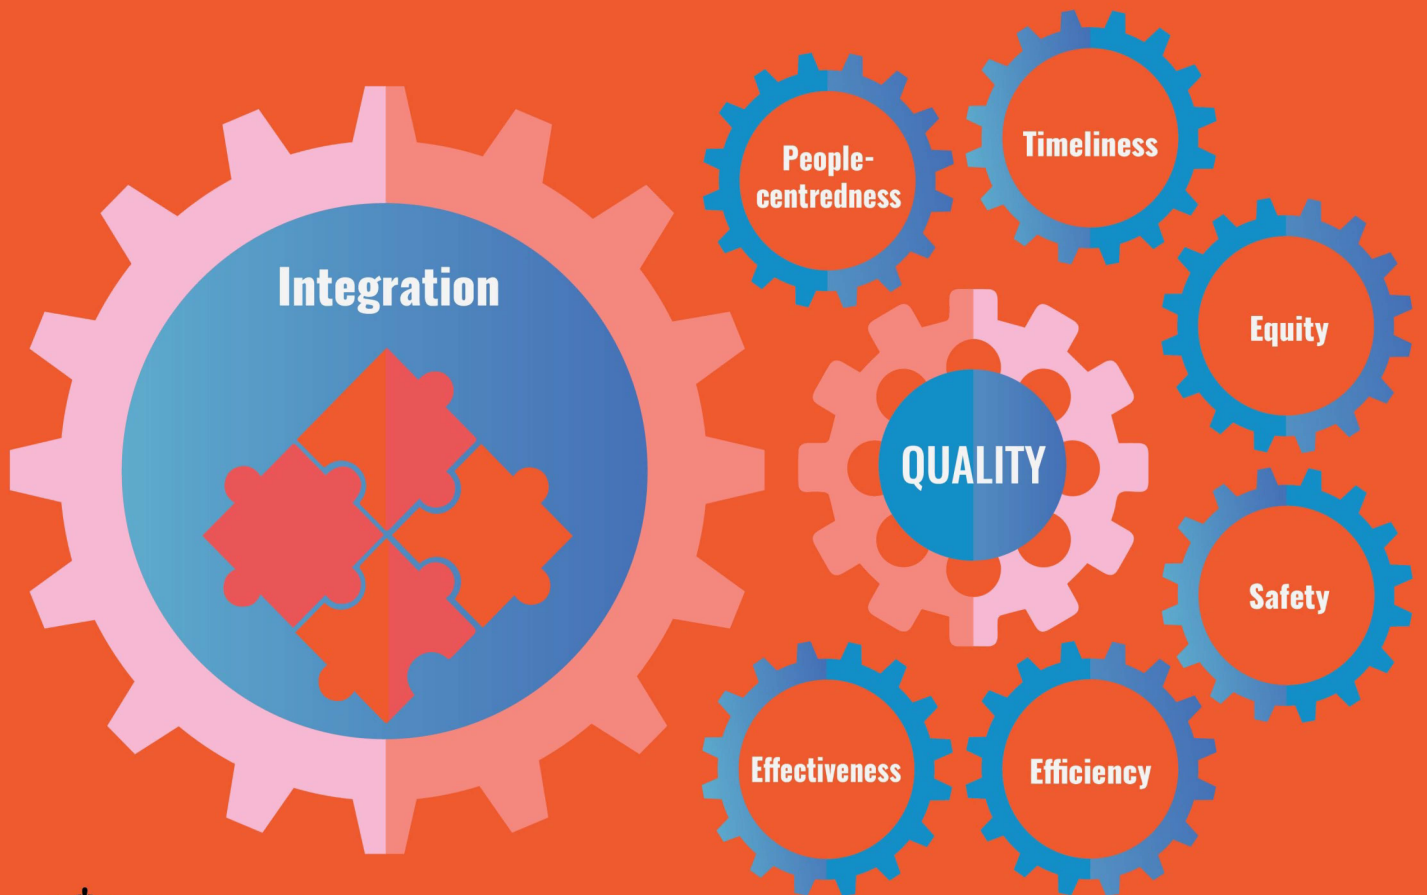 Integration
People-
centredness
Timeliness
Equity
QUALITY
Safety
Effectiveness
Efficiency